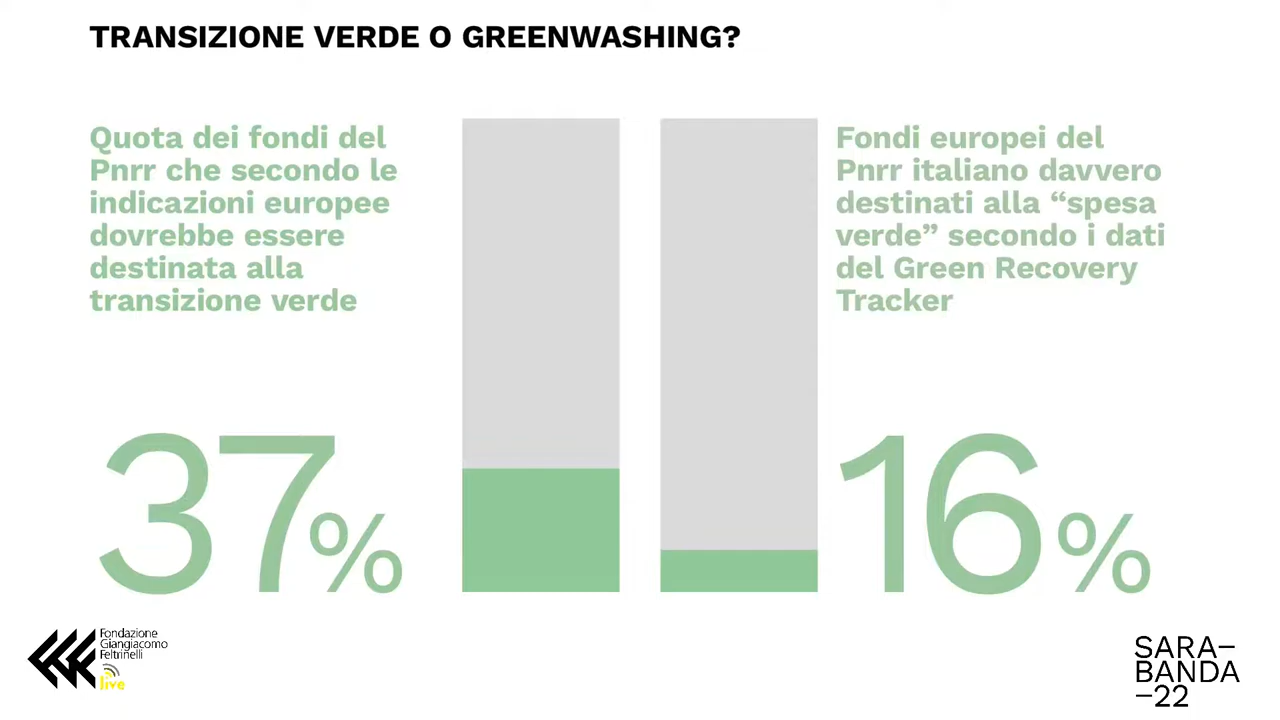 TRANSIZIONE VERDE O GREENWASHING?
Quota dei fondi del
Pnrr che secondo le
indicazioni europee
dovrebbe essere
destinata alla
transizione verde
37%
Fondi europei del
Pnrr italiano davvero
destinati alla “spesa
verde” secondo i dati
del Green Recovery
Tracker
16%
Fondazione
Giangiacomo
Feltrinelli
live
SARA–
BANDA
–22